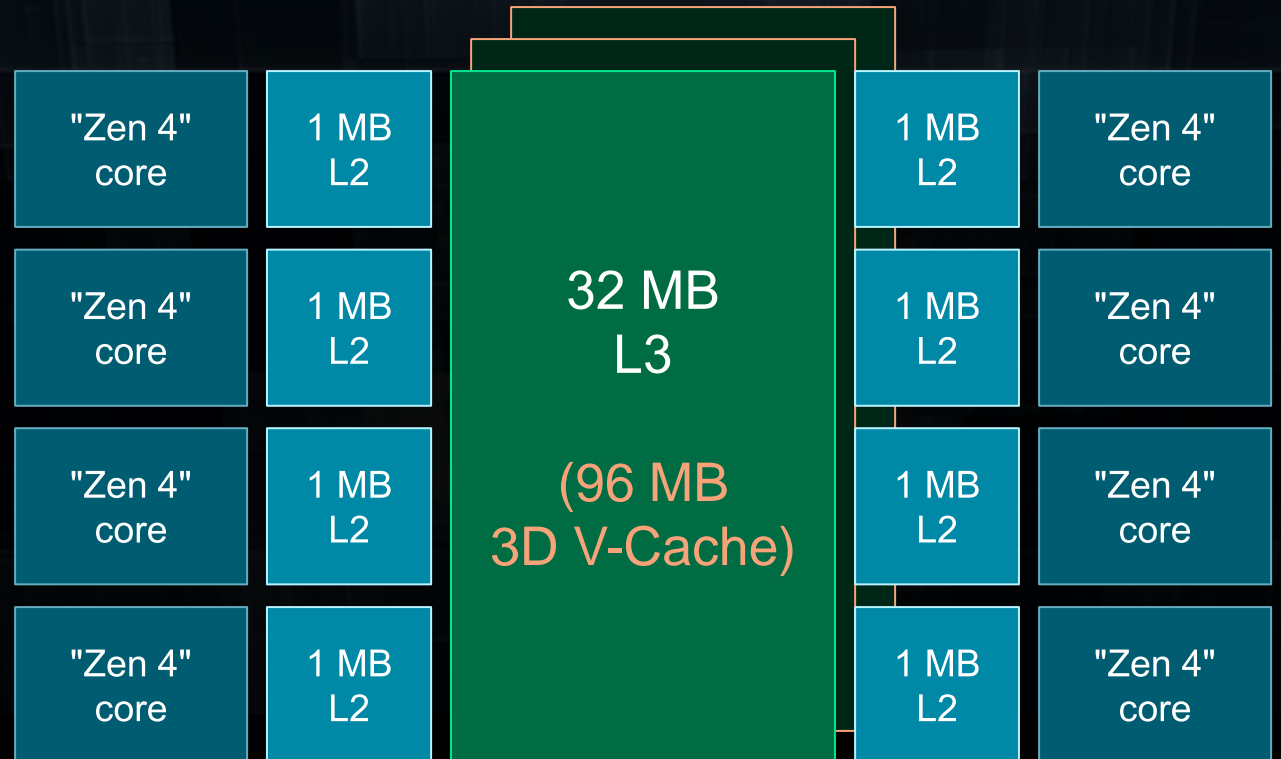 "Zen 4"
core
1 MB
L2
32 MB
L3
(96 MB
3D V-Cache)
1 MB
L2
"Zen 4"
core
"Zen 4"
core
1 MB
L2
1 MB
L2
"Zen 4"
core
"Zen 4"
core
1 MB
L2
1 MB
L2
"Zen 4"
core
"Zen 4"
core
1 MB
L2
1 MB
L2
"Zen 4"
core